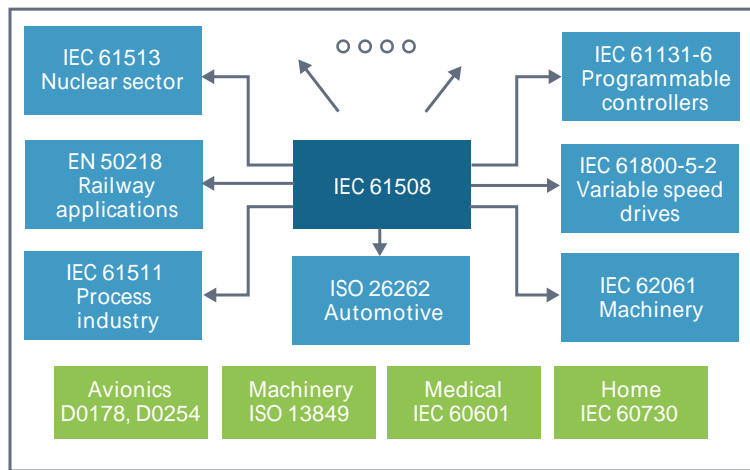 IEC 61513
Nuclear sector
IEC 61131-6
Programmable
controllers
EN 50218
Railway
applications
IEC 61508
IEC 61800-5-2
Variable speed
drives
IEC 61511
Process
industry
ISO 26262
Automotive
IEC 62061
Machinery
Avionics
D0178, D0254
Machinery
ISO 13849
Medical
IEC 60601
Home
IEC 60730